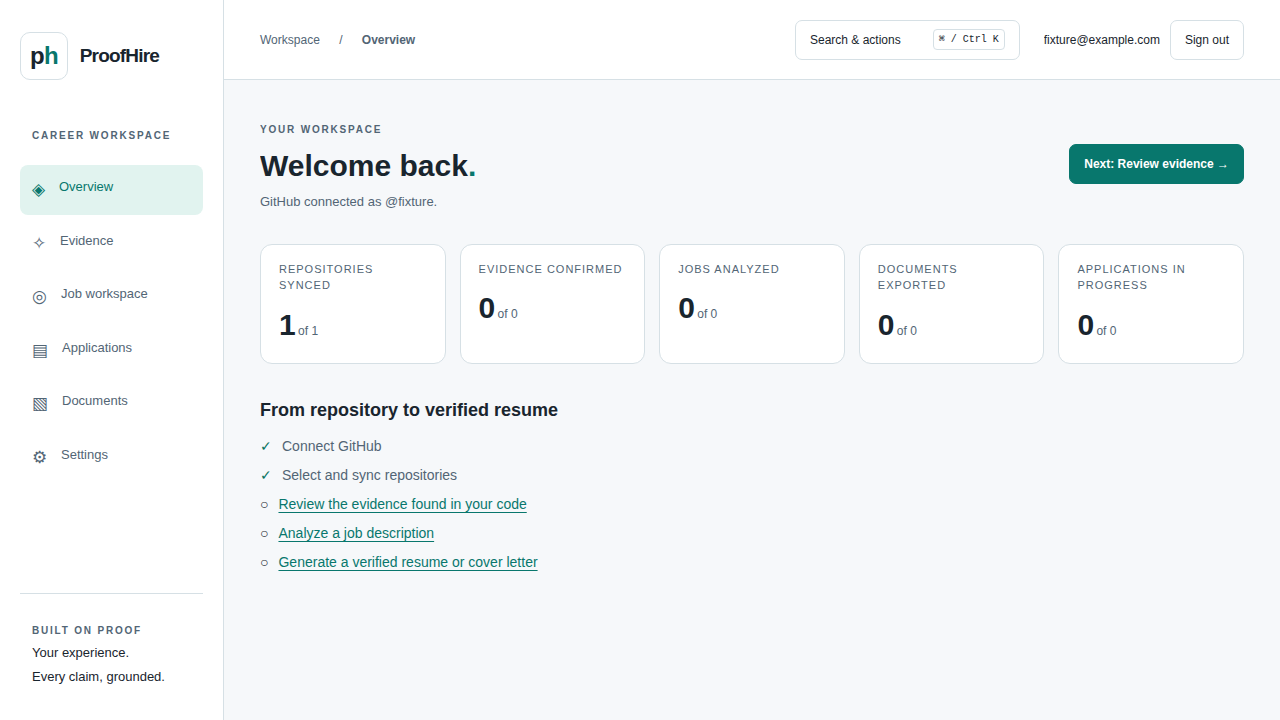 ph ProofHire
CAREER WORKSPACE
◈ Overview
✧ Evidence
◎ Job workspace
▤ Applications
▧ Documents
⚙ Settings
BUILT ON PROOF
Your experience.
Every claim, grounded.
Workspace / Overview
Search & actions ⌘ / Ctrl K
fixture@example.com
Sign out
YOUR WORKSPACE
Welcome back.
GitHub connected as @fixture.
Next: Review evidence →
REPOSITORIES
SYNCED
1 of 1
EVIDENCE CONFIRMED
0 of 0
JOBS ANALYZED
0 of 0
DOCUMENTS
EXPORTED
0 of 0
APPLICATIONS IN
PROGRESS
0 of 0
From repository to verified resume
✓ Connect GitHub
✓ Select and sync repositories
○ Review the evidence found in your code
○ Analyze a job description
○ Generate a verified resume or cover letter